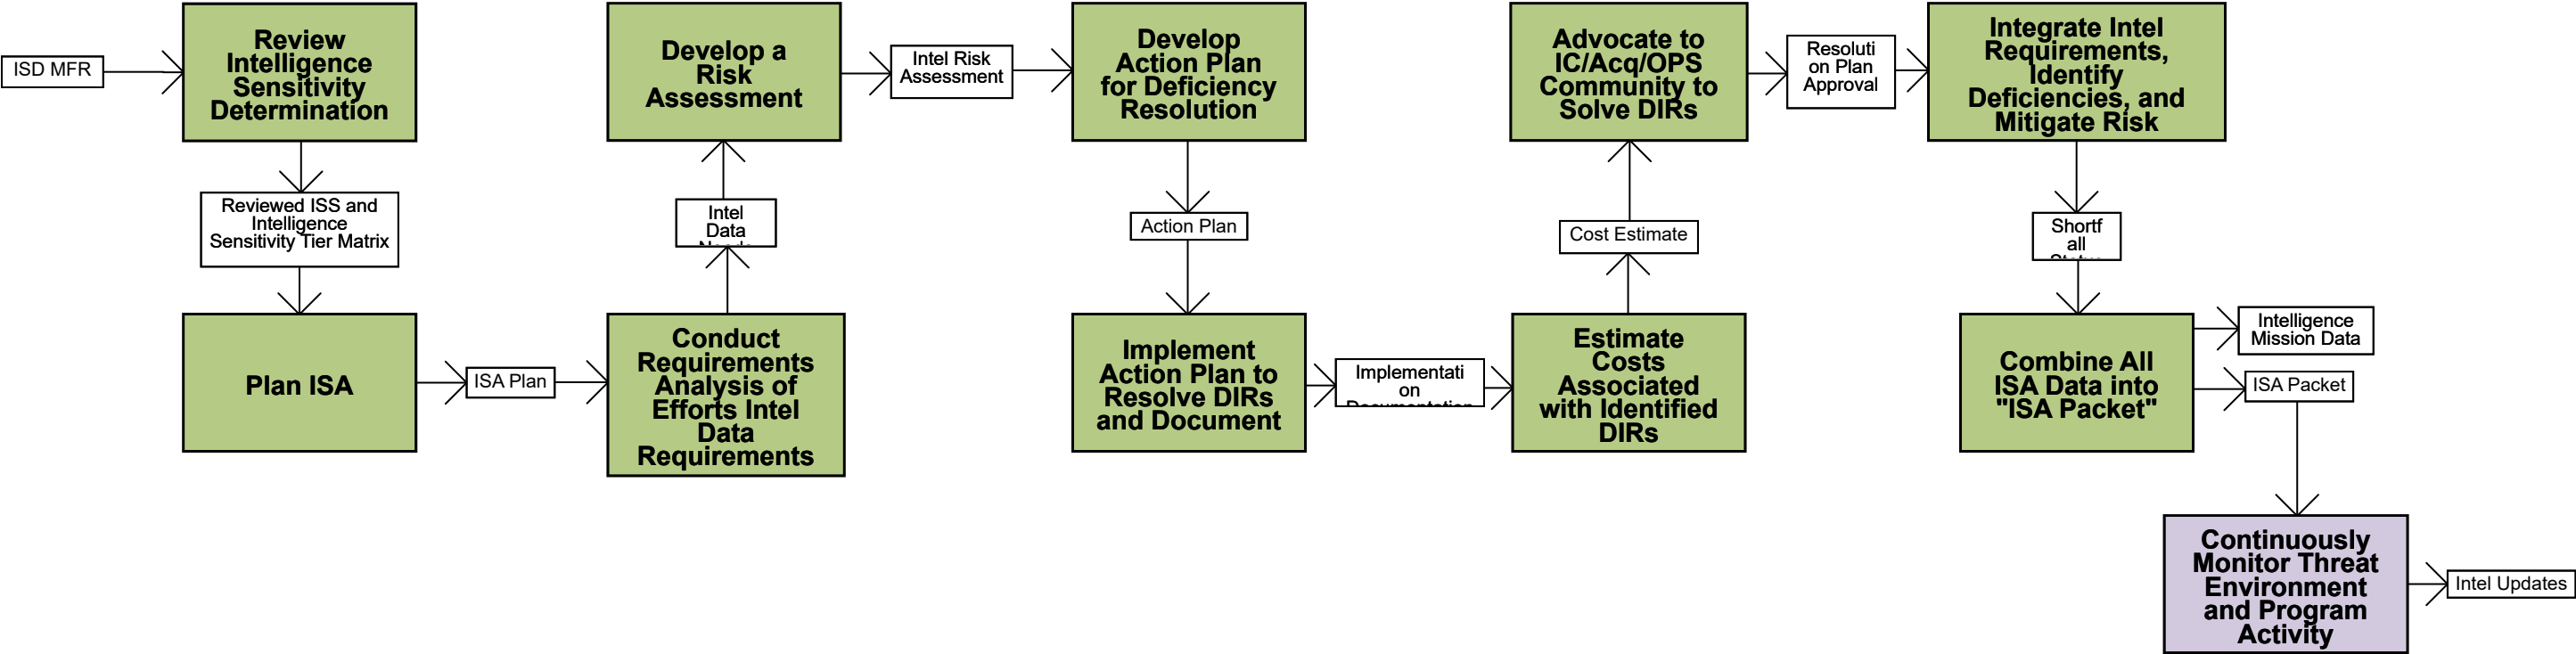 ISD MFR
Review
Intelligence
Sensitivity
Determination
Reviewed ISS and
Intelligence
Sensitivity Tier Matrix
Plan ISA
ISA Plan
Conduct
Requirements
Analysis of
Efforts Intel
Data
Requirements
Intel
Data
Develop a
Risk
Assessment
Intel Risk
Assessment
Develop
Action Plan
for Deficiency
Resolution
Action Plan
Implement
Action Plan to
Resolve DIRs
and Document
Implementati
on
Documentation
Estimate
Costs
Associated
with Identified
DIRs
Cost Estimate
Advocate to
IC/Acq/OPS
Community to
Solve DIRs
Resoluti
on Plan
Approval
Integrate Intel
Requirements,
Identify
Deficiencies, and
Mitigate Risk
Shortf
all
Combine All
ISA Data into
"ISA Packet"
Intelligence
Mission Data
ISA Packet
Continuously
Monitor Threat
Environment
and Program
Activity
Intel Updates